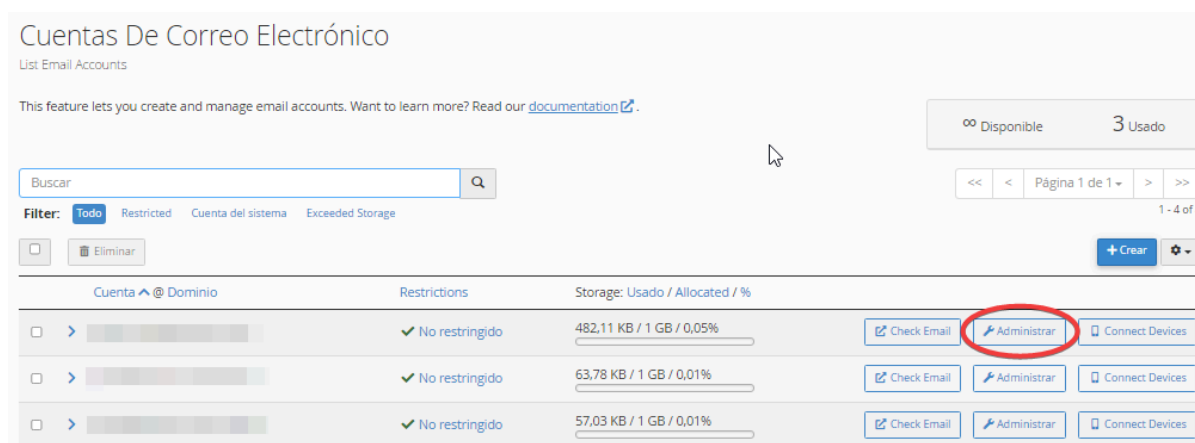 Cuentas De Correo Electrónico
List Email Accounts
This feature lets you create and manage email accounts. Want to learn more? Read our documentation.
∞ Disponible 3 Usado
Buscar
<< < Página 1 de 1 > >>
Filter: Todo Restricted Cuenta del sistema Exceeded Storage
1 - 4 of
Eliminar
+ Crear
Cuenta @ Dominio Restrictions Storage: Usado / Allocated / %
No restringido 482,11 KB / 1 GB / 0,05% Check Email Administrar Connect Devices
No restringido 63,78 KB / 1 GB / 0,01% Check Email Administrar Connect Devices
No restringido 57,03 KB / 1 GB / 0,01% Check Email Administrar Connect Devices